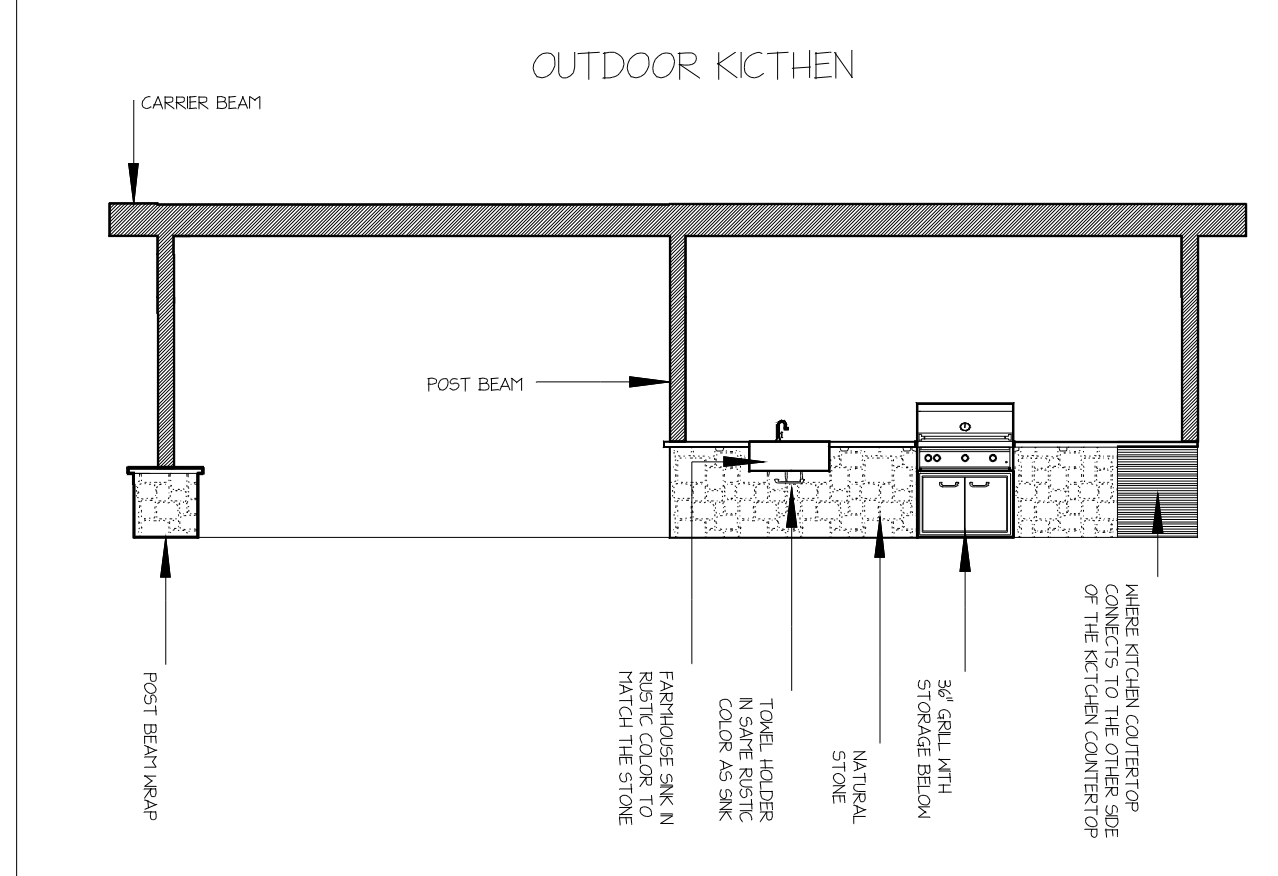 OUTDOOR KICTHEN
CARRIER BEAM
POST BEAM
POST BEAM WRAP
FARMHOUSE SINK IN
RUSTIC COLOR TO
MATCH THE STONE
TOWEL HOLDER
IN SAME RUSTIC
COLOR AS SINK
NATURAL
STONE
36" GRILL WITH
STORAGE BELOW
WHERE KITCHEN COUTERTOP
CONNECTS TO THE OTHER SIDE
OF THE KICTCHEN COUNTERTOP